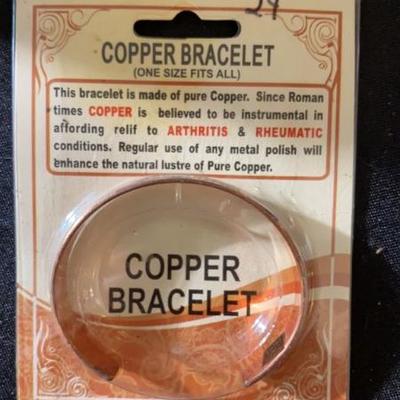 24
COPPER BRACELET
(ONE SIZE FITS ALL)
This bracelet is made of pure Copper. Since Roman
times COPPER is believed to be instrumental in
affording relif to ARTHRITIS & RHEUMATIC
conditions. Regular use of any metal polish will
enhance the natural lustre of Pure Copper.
COPPER
BRACELET